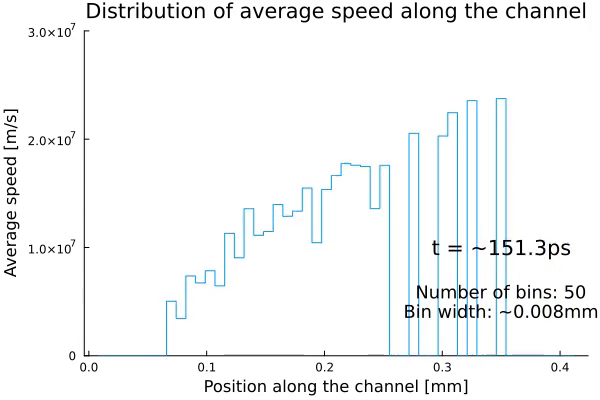 Distribution of average speed along the channel
3.0×10⁷
2.0×10⁷
1.0×10⁷
0
Average speed [m/s]
t = ~151.3ps
Number of bins: 50
Bin width: ~0.008mm
0.0 0.1 0.2 0.3 0.4
Position along the channel [mm]